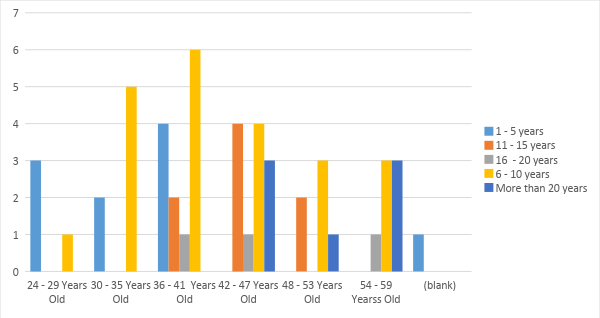 7
6
5
4
3
2
1
0
24 - 29 Years Old
30 - 35 Years Old
36 - 41  Years Old
42 - 47 Years Old
48 - 53 Years Old
54 - 59 Yearss Old
(blank)
1 - 5 years
11 - 15 years
16  - 20 years
6 - 10 years
More than 20 years